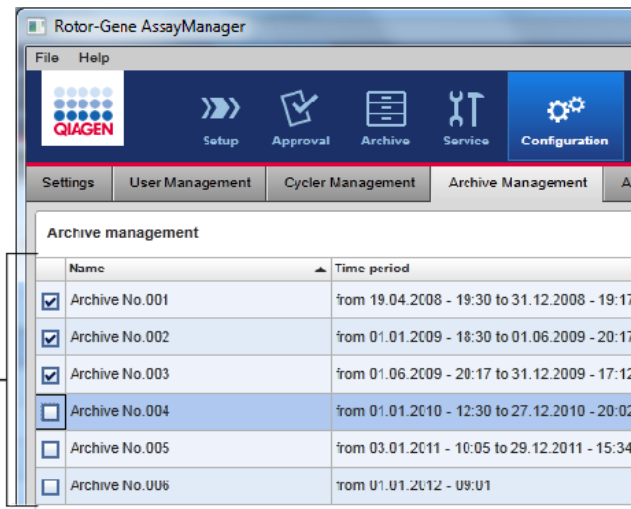 Rotor-Gene AssayManager
File Help
QIAGEN
Setup Approval Archive Service Configuration
Settings User Management Cycler Management Archive Management A
Archive management
Name Time period
Archive No.001 from 19.04.2008 - 19:30 to 31.12.2008 - 19:17
Archive No.002 from 01.01.2009 - 18:30 to 01.06.2009 - 20:17
Archive No.003 from 01.06.2009 - 20:17 to 31.12.2009 - 17:12
Archive No.004 from 01.01.2010 - 12:30 to 27.12.2010 - 20:02
Archive No.005 from 03.01.2011 - 10:05 to 29.12.2011 - 15:34
Archive No.006 from 01.01.2012 - 09:01